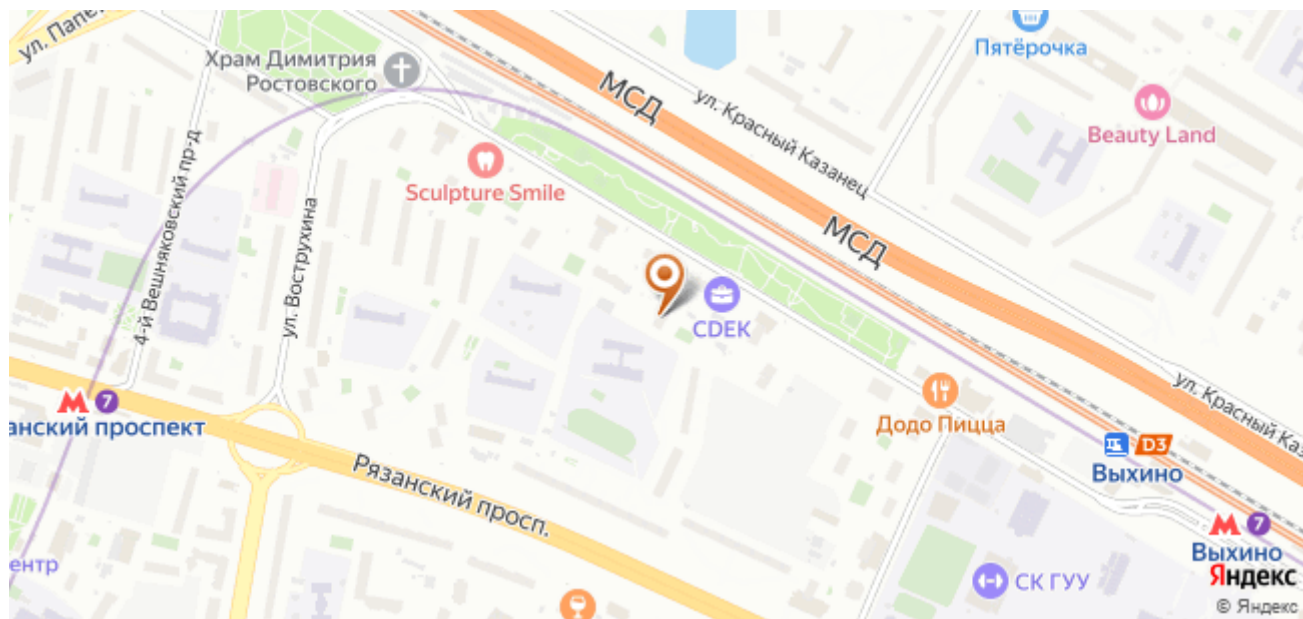 ул. Папе
Храм Димитрия
Ростовского
МСД
ул. Красный Казанец
Пятёрочка
Beauty Land
4-й Вешняковский пр-д
ул. Вострухина
Sculpture Smile
МСД
CDEK
ул. Красный Каз
М 7
анский проспект
Рязанский просп.
Додо Пицца
D3
Выхино
М 7
Выхино
ентр
СК ГУУ
Яндекс
© Яндекс